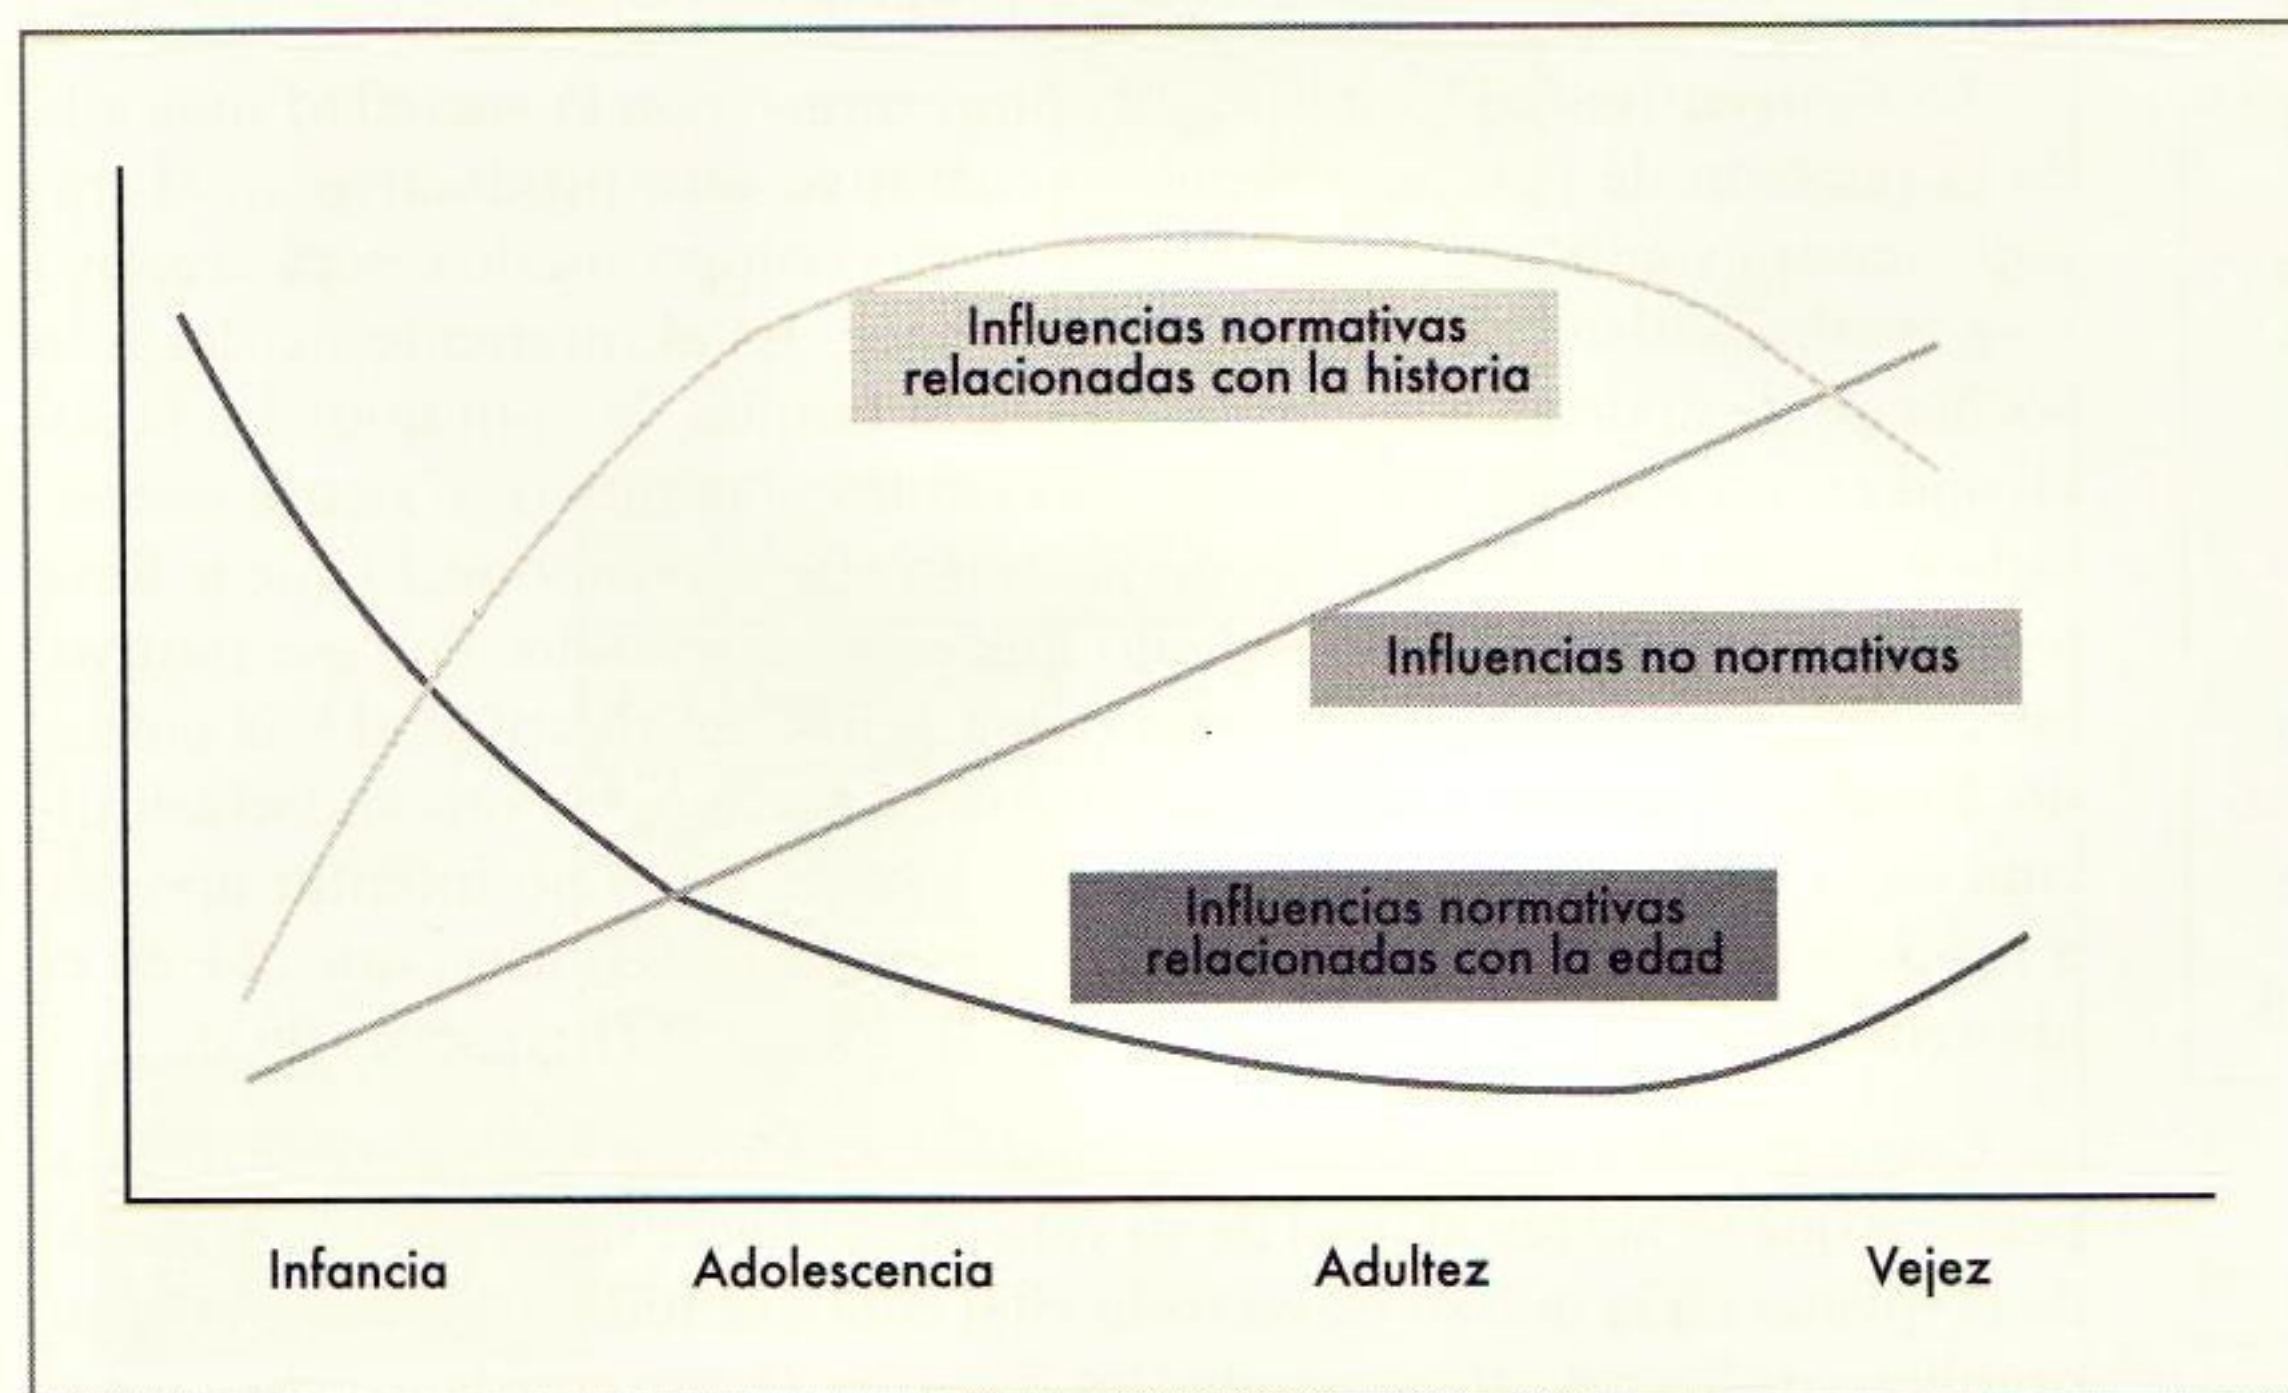 Influencias normativas
relacionadas con la historia
Influencias no normativas
Influencias normativas
relacionadas con la edad
Infancia
Adolescencia
Adultez
Vejez